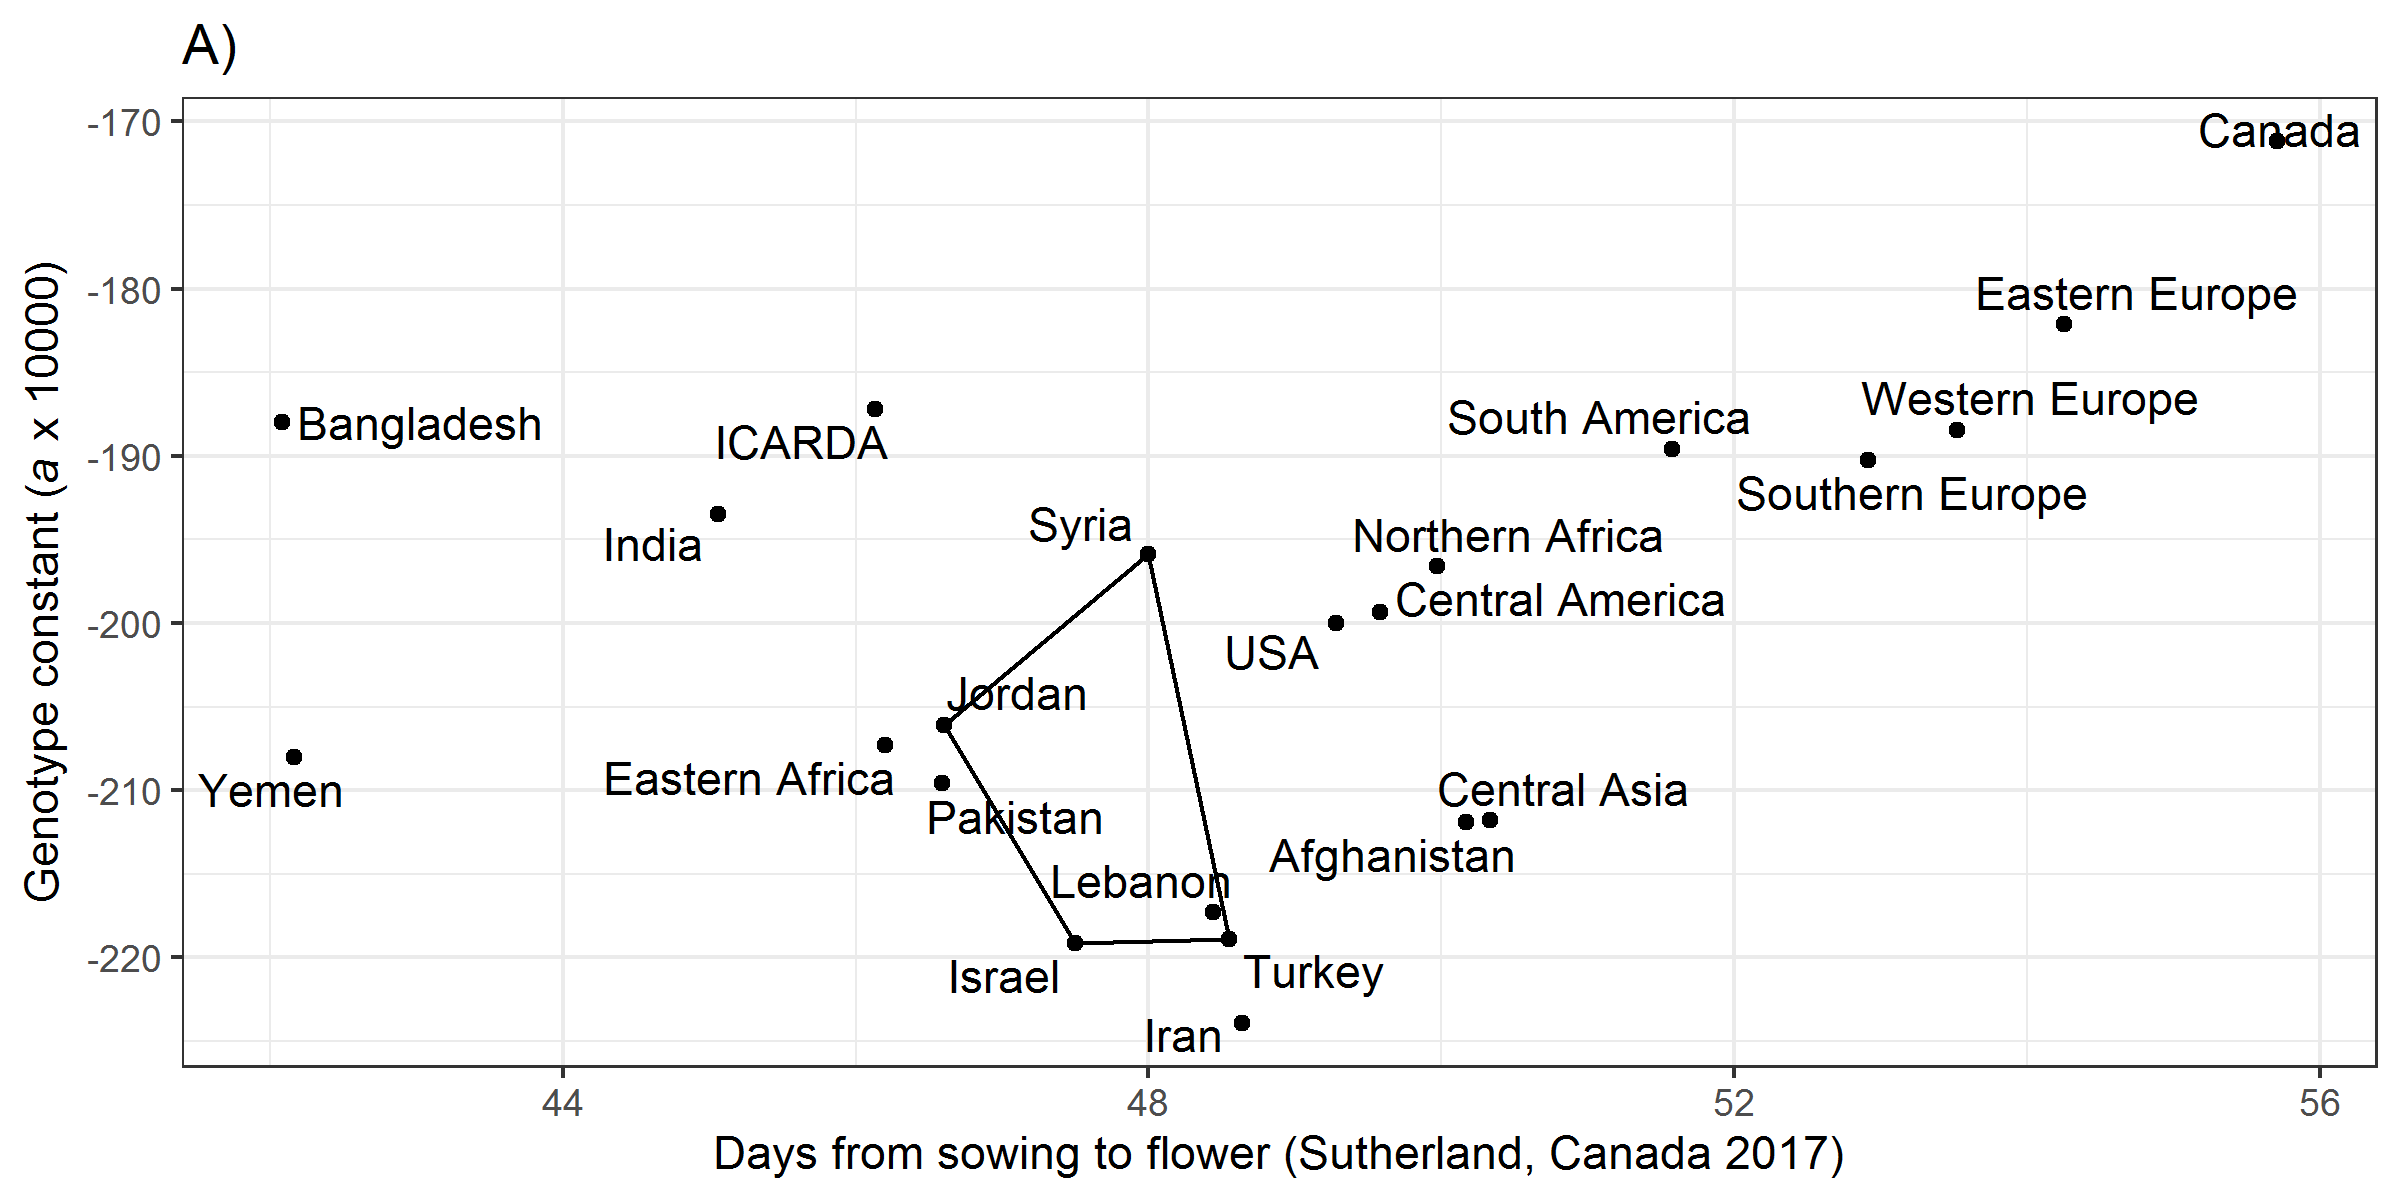 A)
Genotype constant (a x 10000)
-170
-180
-190
-200
-210
-220
Canada
Eastern Europe
Western Europe
South America
Southern Europe
Bangladesh
ICARDA
India
Syria
Northern Africa
Central America
USA
Jordan
Eastern Africa
Yemen
Pakistan
Central Asia
Afghanistan
Lebanon
Israel
Turkey
Iran
44 48 52 56
Days from sowing to flower (Sutherland, Canada 2017)